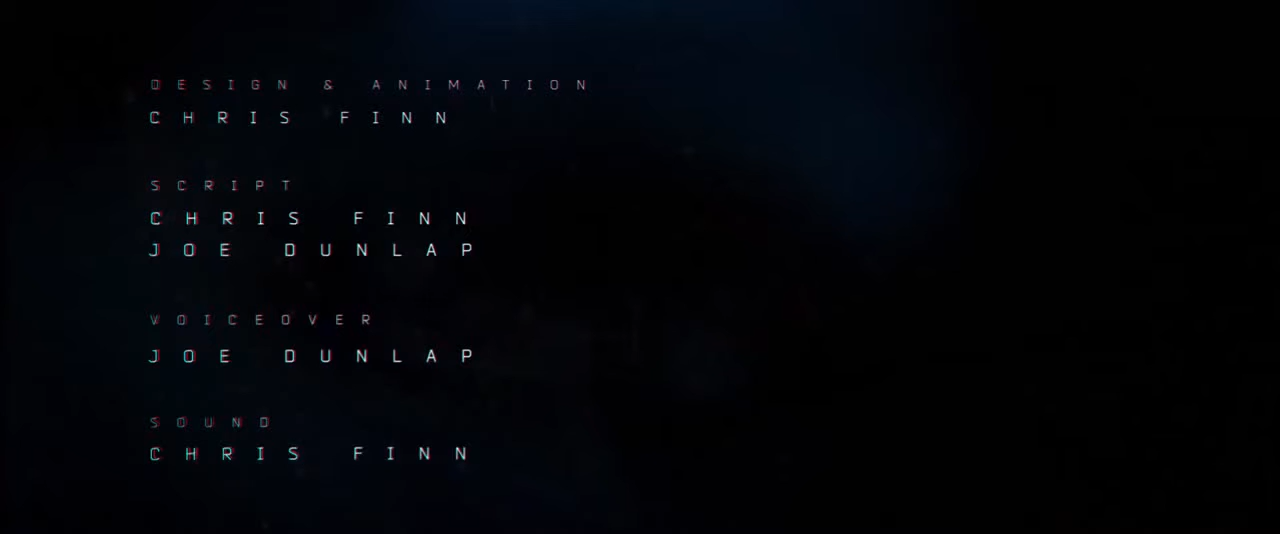 DESIGN & ANIMATION
CHRIS FINN
SCRIPT
CHRIS FINN
JOE DUNLAP
VOICEOVER
JOE DUNLAP
SOUND
CHRIS FINN